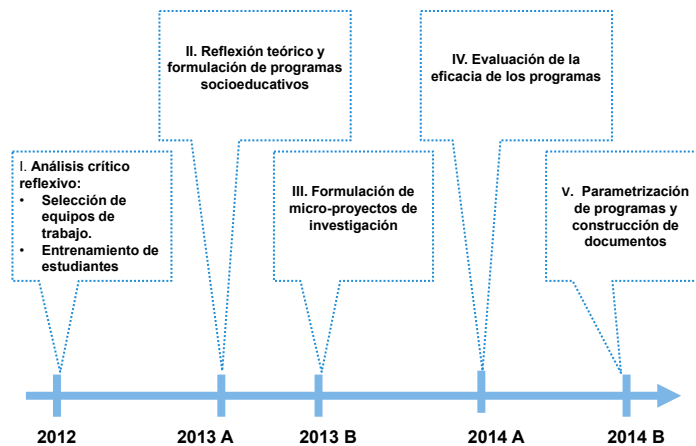 I. Análisis crítico
reflexivo:
• Selección de
equipos de
trabajo.
• Entrenamiento de
estudiantes
II. Reflexión teórico y
formulación de programas
socioeducativos
III. Formulación de
micro-proyectos de
investigación
IV. Evaluación de la
eficacia de los programas
V. Parametrización
de programas y
construcción de
documentos
2012
2013 A
2013 B
2014 A
2014 B